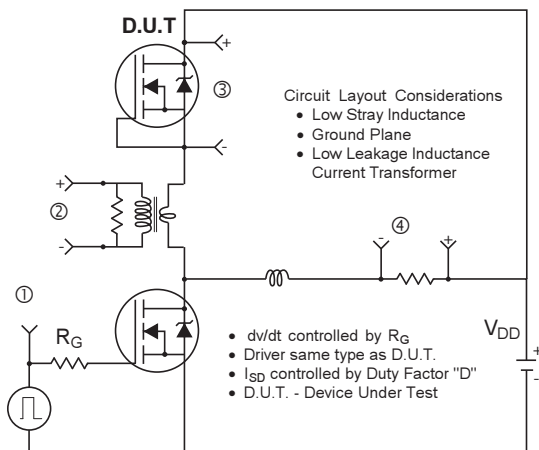 D.U.T
+
③
-
Circuit Layout Considerations
• Low Stray Inductance
• Ground Plane
• Low Leakage Inductance
Current Transformer
+
②
-
④
-
+
①
R_G
• dv/dt controlled by R_G
• Driver same type as D.U.T.
• I_SD controlled by Duty Factor "D"
• D.U.T. - Device Under Test
V_DD
+
-